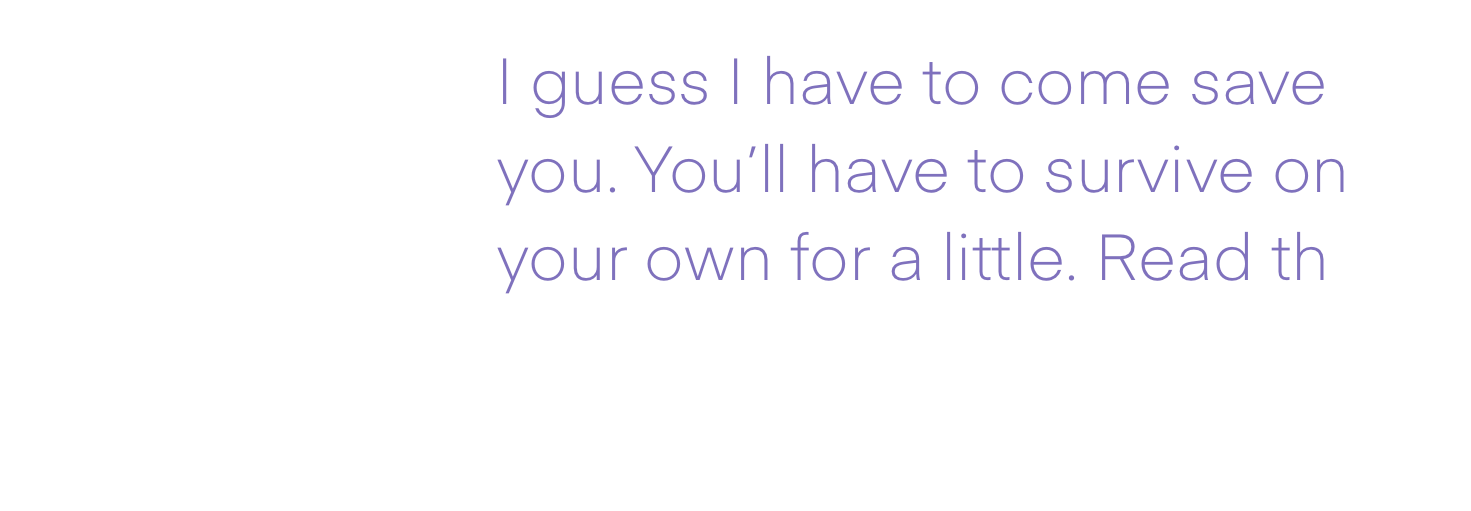 I guess I have to come save
you. You’ll have to survive on
your own for a little. Read th